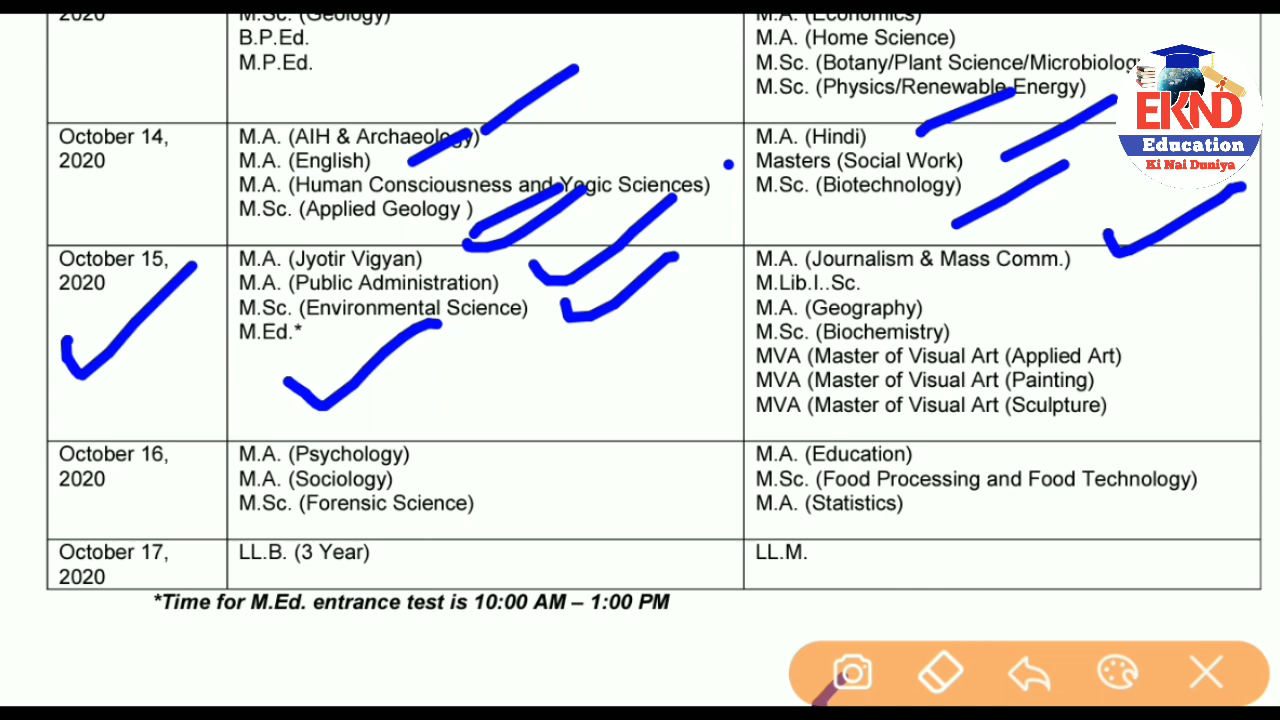 2020
M.Sc. (Geology)
B.P.Ed.
M.P.Ed.
M.A. (Economics)
M.A. (Home Science)
M.Sc. (Botany/Plant Science/Microbiology
M.Sc. (Physics/Renewable Energy)
October 14,
2020
M.A. (AIH & Archaeology)
M.A. (English)
M.A. (Human Consciousness and Yogic Sciences)
M.Sc. (Applied Geology )
M.A. (Hindi)
Masters (Social Work)
M.Sc. (Biotechnology)
October 15,
2020
M.A. (Jyotir Vigyan)
M.A. (Public Administration)
M.Sc. (Environmental Science)
M.Ed.*
M.A. (Journalism & Mass Comm.)
M.Lib.I..Sc.
M.A. (Geography)
M.Sc. (Biochemistry)
MVA (Master of Visual Art (Applied Art)
MVA (Master of Visual Art (Painting)
MVA (Master of Visual Art (Sculpture)
October 16,
2020
M.A. (Psychology)
M.A. (Sociology)
M.Sc. (Forensic Science)
M.A. (Education)
M.Sc. (Food Processing and Food Technology)
M.A. (Statistics)
October 17,
2020
LL.B. (3 Year)
LL.M.
*Time for M.Ed. entrance test is 10:00 AM – 1:00 PM
EKND
Education
Ki Nai Duniya